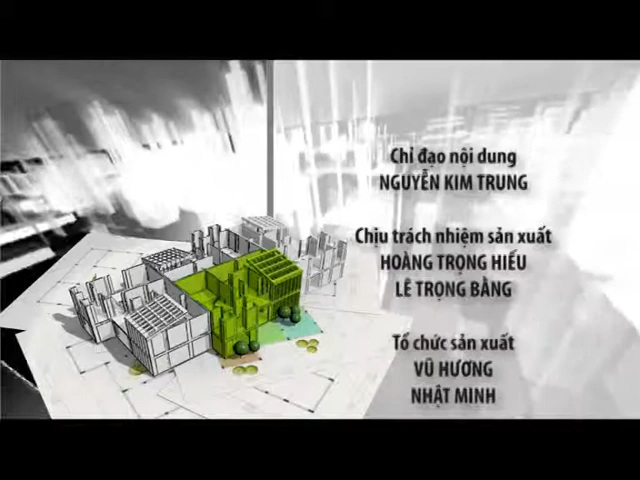 Chỉ đạo nội dung
NGUYỄN KIM TRUNG
Chịu trách nhiệm sản xuất
HOÀNG TRỌNG HIẾU
LÊ TRỌNG BẰNG
Tổ chức sản xuất
VŨ HƯƠNG
NHẬT MINH